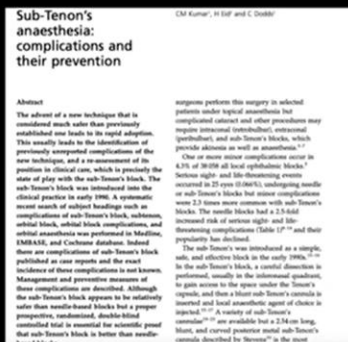 Sub-Tenon's
anaesthesia:
complications and
their prevention
CM Kumar, H Eid and C Dodds
Abstract
The advent of a new technique that is
considered much safer than previously
established one leads to its rapid adoption.
This usually leads to the identification of
previously unreported complications of the
new technique, and a re-assessment of its
position in clinical care, which is precisely the
state of play with the sub-Tenon's block. The
sub-Tenon's block was introduced into the
clinical practice in early 1990. A systematic
recent search of subject headings such as
complications of sub-Tenon's block, subtenon,
orbital block, orbital block complications, and
orbital anaesthesia was performed in Medline,
EMBASE, and Cochrane database. Indeed
there are complications of sub-Tenon's block
published as case reports and the exact
incidence of these complications is not known.
Management and preventive measures of
these complications are described. Although
the sub-Tenon's block appears to be relatively
safer than needle-based blocks but a proper
prospective, randomized, double-blind
controlled trial is essential for scientific proof
that sub-Tenon's block is better than needle-
surgeons perform this surgery in selected
patients under topical anaesthesia but
complicated cataract and other procedures may
require intraconal (retrobulbar), extraconal
(peribulbar), and sub-Tenon's blocks, which
provide akinesia as well as anaesthesia.
One or more minor complications occur in
4.3% of 38 058 all local ophthalmic blocks.
Serious sight- and life-threatening events
occurred in 25 eyes (0.066%), undergoing needle
or sub-Tenon's blocks but minor complications
were 2.3 times more common with sub-Tenon's
blocks. The needle blocks had a 2.5-fold
increased risk of serious sight- and life-
threatening complications (Table 1) and their
popularity has declined.
The sub-Tenon's was introduced as a simple,
safe, and effective block in the early 1990s.
In the sub-Tenon's block, a careful dissection is
performed, usually in the inferonasal quadrant,
to gain access to the space under the Tenon's
capsule, and then a blunt sub-Tenon's cannula is
inserted and local anaesthetic agent of choice is
injected. A variety of sub-Tenon's
cannulae are available but a 2.54 cm long,
blunt, and curved posterior metal sub-Tenon's
cannula described by Stevens is the most